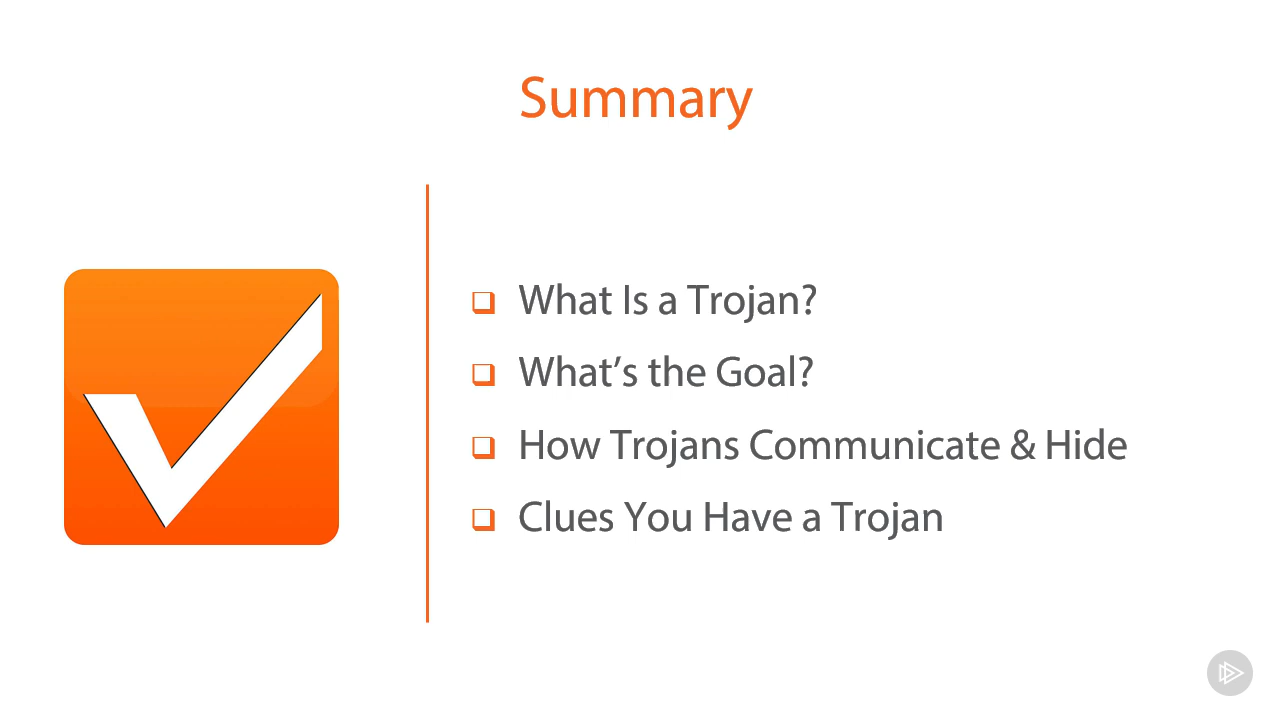 Summary
What Is a Trojan?
What’s the Goal?
How Trojans Communicate & Hide
Clues You Have a Trojan